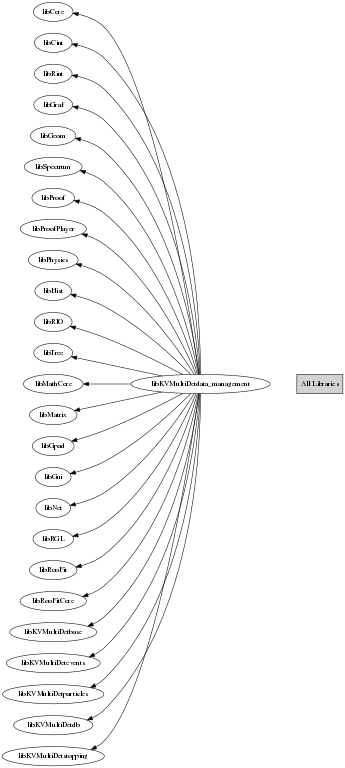 libCore
libCint
libRint
libGraf
libGeom
libSpectrum
libProof
libProofPlayer
libPhysics
libHist
libRIO
libTree
libKVMultiDetdata_management
All Libraries
libMathCore
libMatrix
libGpad
libGui
libNet
libRGL
libRooFit
libRooFitCore
libKVMultiDetbase
libKVMultiDetevents
libKVMultiDetparticles
libKVMultiDetdb
libKVMultiDetstopping